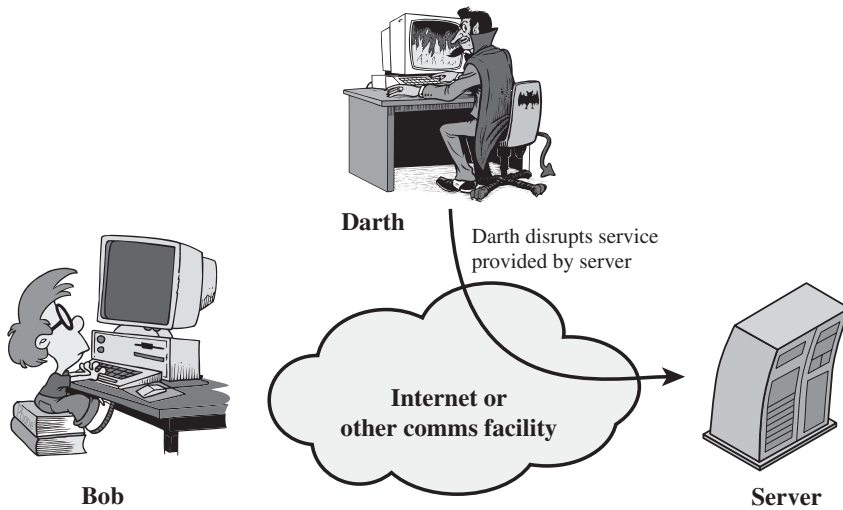 Darth
Darth disrupts service
provided by server
Internet or
other comms facility
Bob
Server